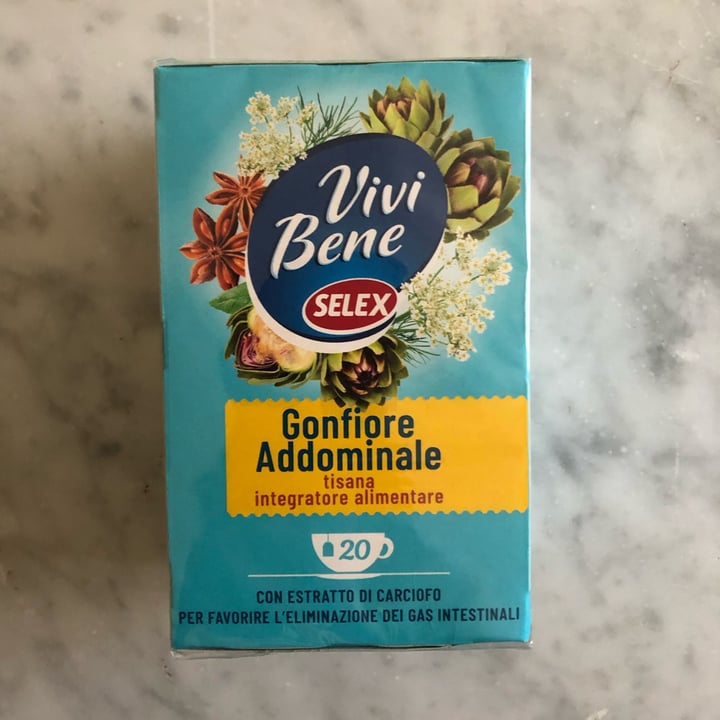 Vivi
Bene
SELEX
Gonfiore
Addominale
tisana
integratore alimentare
20
CON ESTRATTO DI CARCIOFO
PER FAVORIRE L'ELIMINAZIONE DEI GAS INTESTINALI